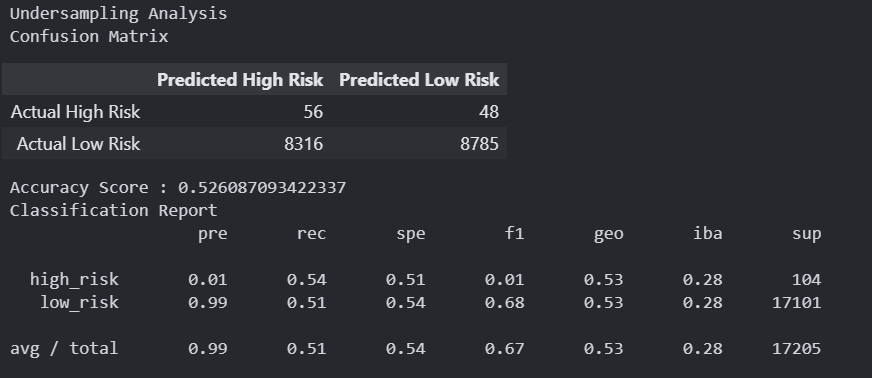 Undersampling Analysis
Confusion Matrix
Predicted High Risk Predicted Low Risk
Actual High Risk 56 48
Actual Low Risk 8316 8785
Accuracy Score : 0.526087093422337
Classification Report
pre rec spe f1 geo iba sup
high_risk 0.01 0.54 0.51 0.01 0.53 0.28 104
low_risk 0.99 0.51 0.54 0.68 0.53 0.28 17101
avg / total 0.99 0.51 0.54 0.67 0.53 0.28 17205